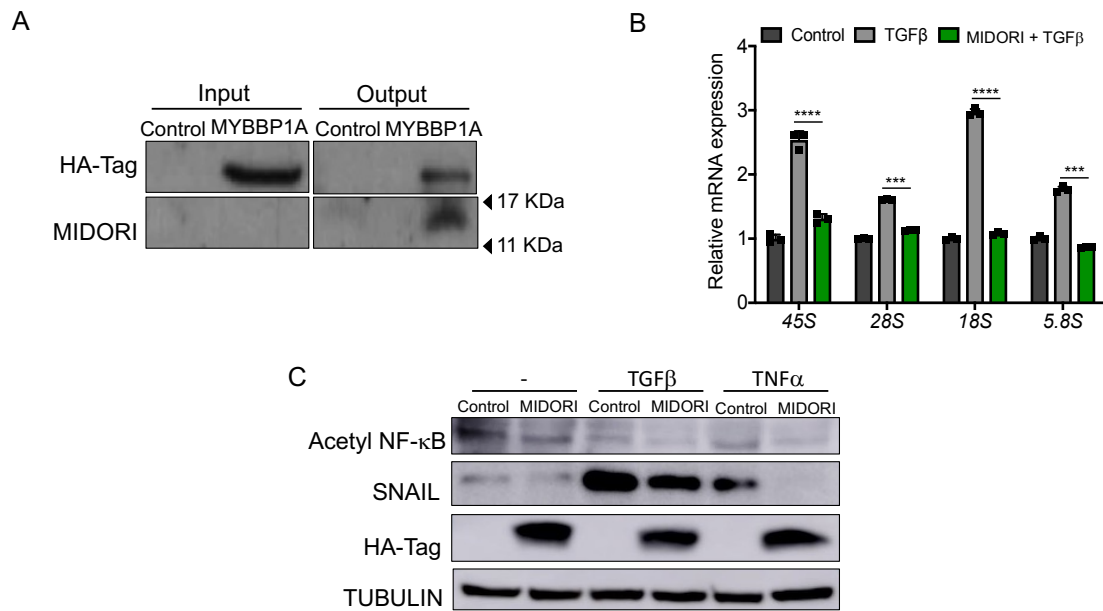 A
Input Output
Control MYBBP1A Control MYBBP1A
HA-Tag
17 KDa
MIDORI
11 KDa
B
Control TGFβ MIDORI + TGFβ
Relative mRNA expression
4
3
2
1
0
**** *** **** ***
45S 28S 18S 5.8S
C
- TGFβ TNFα
Control MIDORI Control MIDORI Control MIDORI
Acetyl NF-κB
SNAIL
HA-Tag
TUBULIN